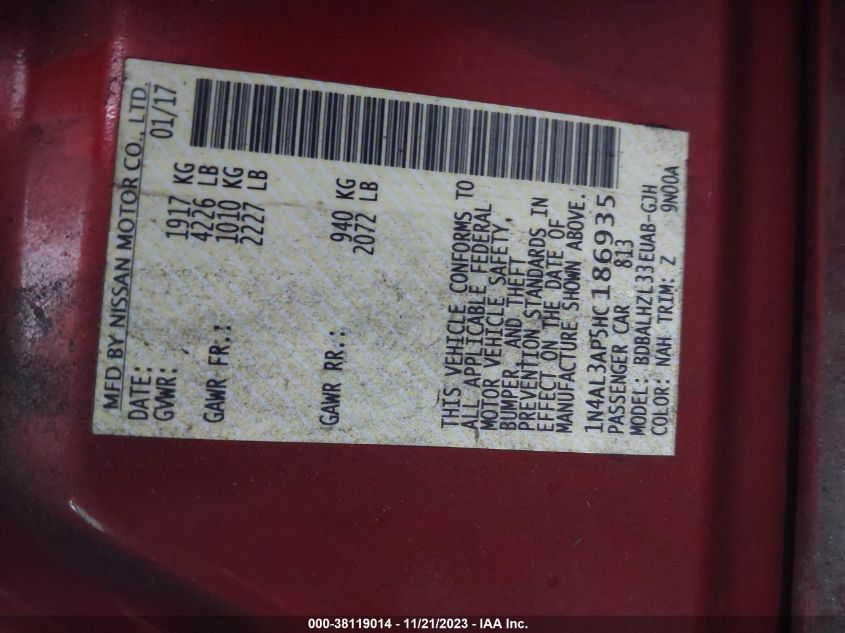 MFD BY NISSAN MOTOR CO., LTD.
DATE: 01/17
GVWR: 1917 KG
4226 LB
GAWR FR.: 1010 KG
2227 LB
GAWR RR.: 940 KG
2072 LB
THIS VEHICLE CONFORMS TO
ALL APPLICABLE FEDERAL
MOTOR VEHICLE SAFETY,
BUMPER, AND THEFT
PREVENTION STANDARDS IN
EFFECT ON THE DATE OF
MANUFACTURE SHOWN ABOVE.
1N4AL3AP5HC186935
PASSENGER CAR 813
MODEL: BDBALHZL33EUAB-GJH
COLOR: NAH TRIM: Z 9N00A
000-38119014 - 11/21/2023 - IAA Inc.